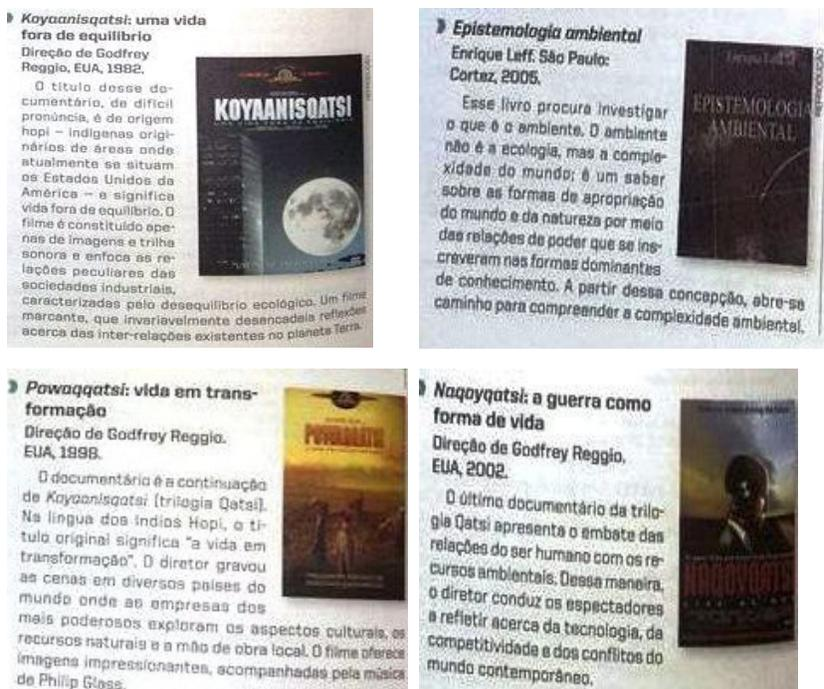 Koyaanisqatsi: uma vida
fora de equilíbrio
Direção de Godfrey
Reggio, EUA, 1982.
O título desse do-
cumentário, de difícil
pronúncia, é de origem
hopi – indígenas origi-
nários de áreas onde
atualmente se situam
os Estados Unidos da
América – e significa
vida fora de equilíbrio. O
filme é constituído ape-
nas de imagens e trilha
sonora e enfoca as re-
lações peculiares das
sociedades industriais,
caracterizadas pelo desequilíbrio ecológico. Um filme
marcante, que invariavelmente desencadeia reflexões
acerca das inter-relações existentes no planeta Terra.
KOYAANISQATSI
Epistemologia ambiental
Enrique Leff. São Paulo:
Cortez, 2005.
Esse livro procura investigar
o que é o ambiente. O ambiente
não é a ecologia, mas a comple-
xidade do mundo; é um saber
sobre as formas de apropriação
do mundo e da natureza por meio
das relações de poder que se ins-
creveram nas formas dominantes
de conhecimento. A partir dessa concepção, abre-se
caminho para compreender a complexidade ambiental.
Enrique Leff
EPISTEMOLOGIA
AMBIENTAL
Powaqqatsi: vida em trans-
formação
Direção de Godfrey Reggio.
EUA, 1998.
O documentário é a continuação
de Koyaanisqatsi (trilogia Qatsi).
Na língua dos índios Hopi, o tí-
tulo original significa "a vida em
transformação". O diretor gravou
as cenas em diversos países do
mundo onde as empresas dos
mais poderosos exploram os aspectos culturais, os
recursos naturais e a mão de obra local. O filme oferece
imagens impressionantes, acompanhadas pela música
de Philip Glass.
POWAQQATSI
Naqoyqatsi: a guerra como
forma de vida
Direção de Godfrey Reggio.
EUA, 2002.
O último documentário da trilo-
gia Qatsi apresenta o embate das
relações do ser humano com os re-
cursos ambientais. Dessa maneira,
o diretor conduz os espectadores
a refletir acerca da tecnologia, da
competitividade e dos conflitos do
mundo contemporâneo.
NAQOYQATSI